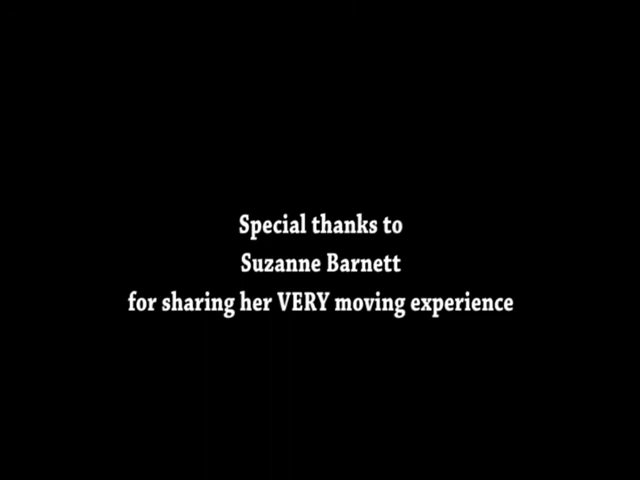 Special thanks to
Suzanne Barnett
for sharing her VERY moving experience